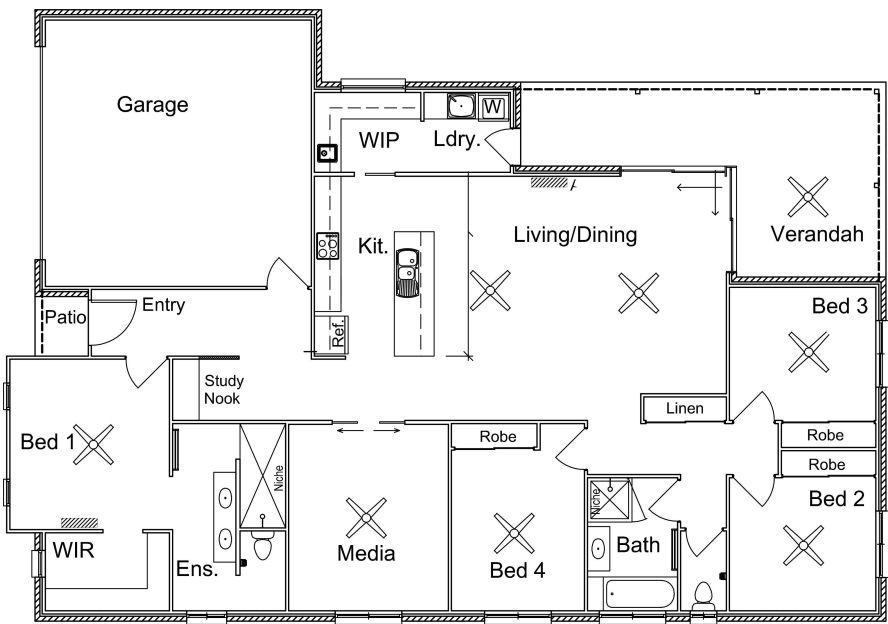 Garage
WIP
Ldry.
W
Kit.
Living/Dining
Verandah
Patio
Entry
Ref.
Bed 3
Study
Nook
Linen
Robe
Robe
Robe
Bed 1
Niche
Niche
Bed 2
WIR
Ens.
Media
Bed 4
Bath